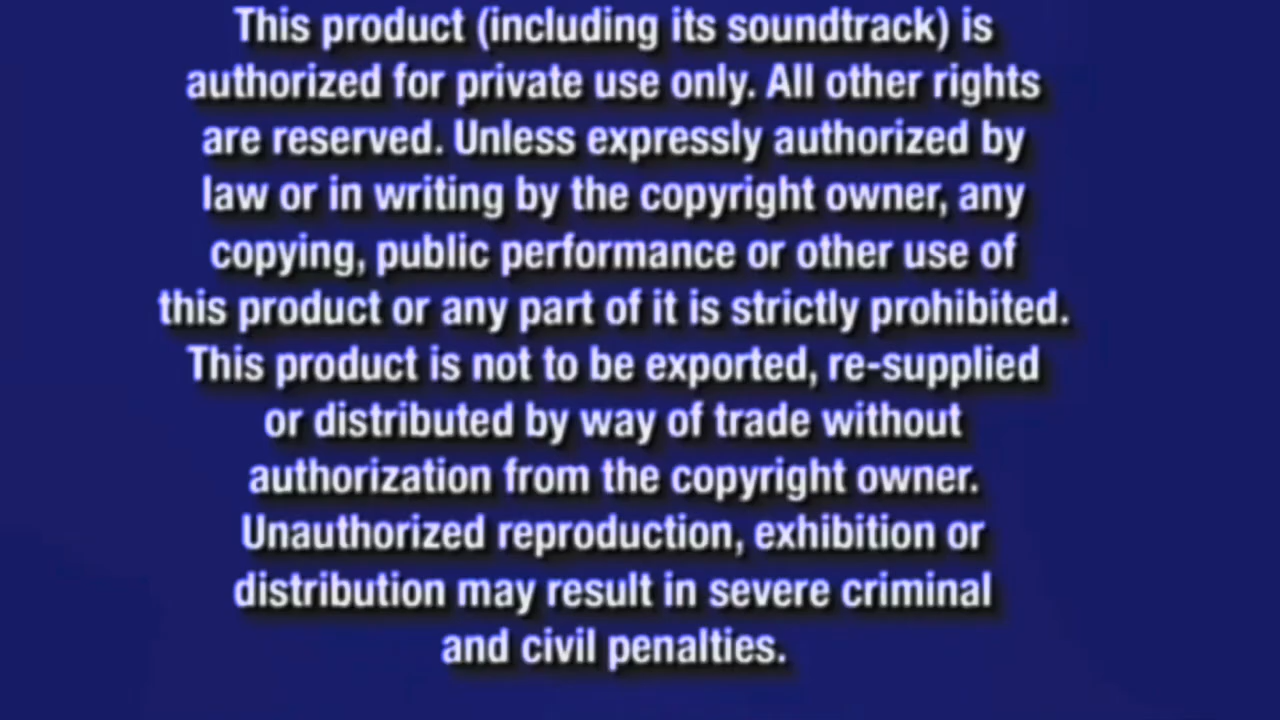 This product (including its soundtrack) is
authorized for private use only. All other rights
are reserved. Unless expressly authorized by
law or in writing by the copyright owner, any
copying, public performance or other use of
this product or any part of it is strictly prohibited.
This product is not to be exported, re-supplied
or distributed by way of trade without
authorization from the copyright owner.
Unauthorized reproduction, exhibition or
distribution may result in severe criminal
and civil penalties.